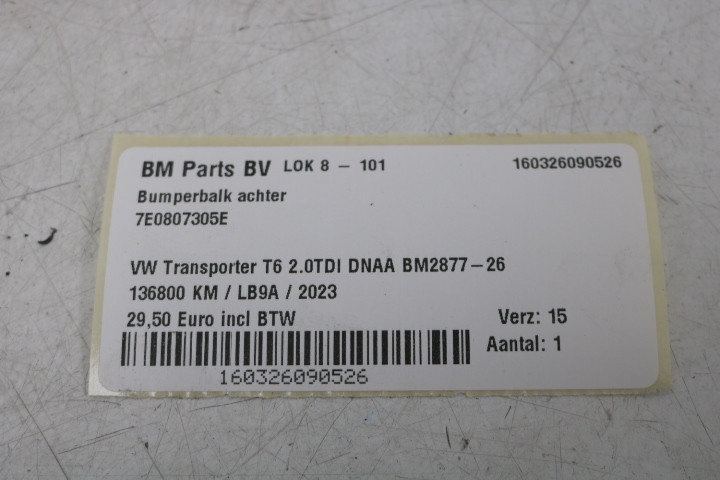 BM Parts BV LOK 8 - 101 160326090526
Bumperbalk achter
7E0807305E
VW Transporter T6 2.0TDI DNAA BM2877-26
136800 KM / LB9A / 2023
29,50 Euro incl BTW Verz: 15
Aantal: 1
160326090526